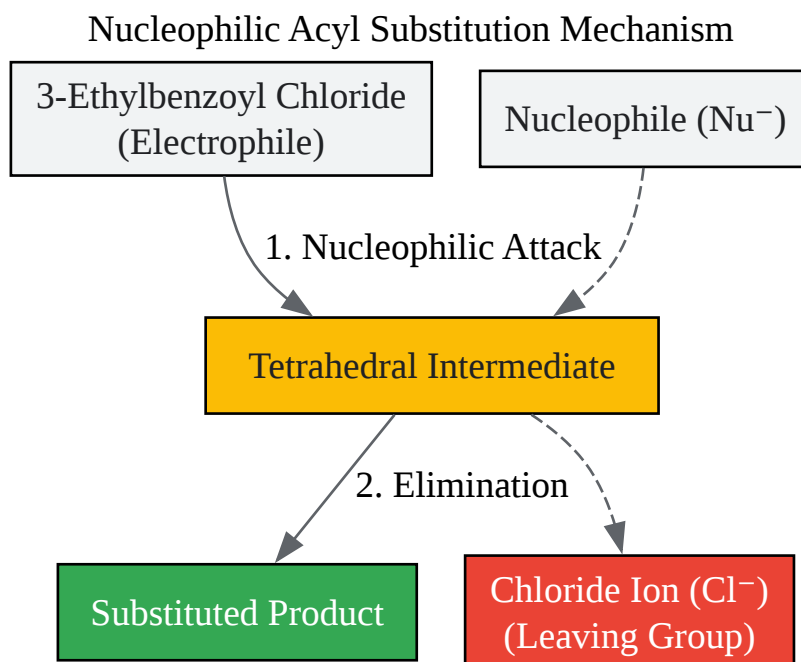 Nucleophilic Acyl Substitution Mechanism
3-Ethylbenzoyl Chloride
(Electrophile)
Nucleophile (Nu⁻)
1. Nucleophilic Attack
Tetrahedral Intermediate
2. Elimination
Substituted Product
Chloride Ion (Cl⁻)
(Leaving Group)